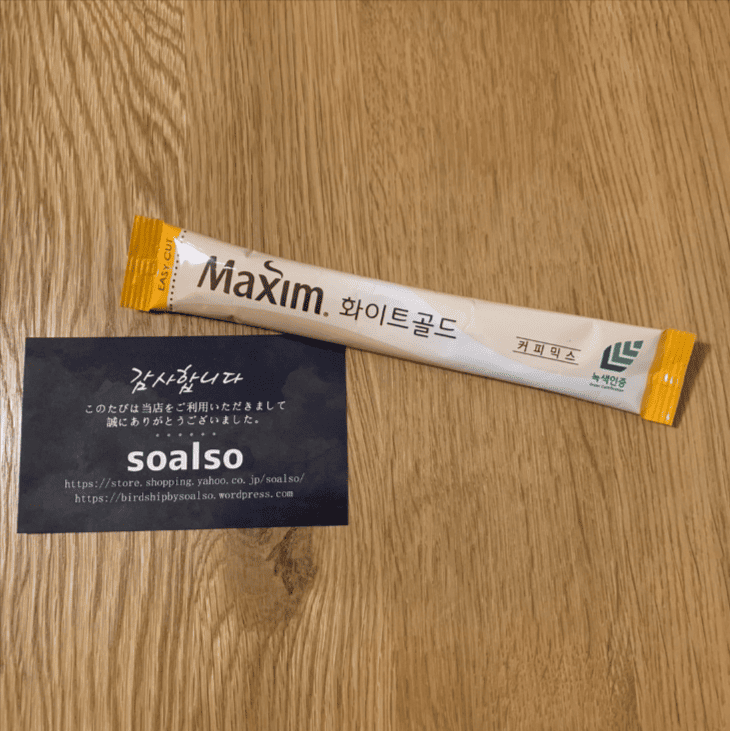 EASY CUT
Maxim. 화이트골드
커피믹스
녹색인증
감사합니다
このたびは当店をご利用いただきまして
誠にありがとうございました。
soalso
https://store.shopping.yahoo.co.jp/soalso/
https://birdshipbysoalso.wordpress.com